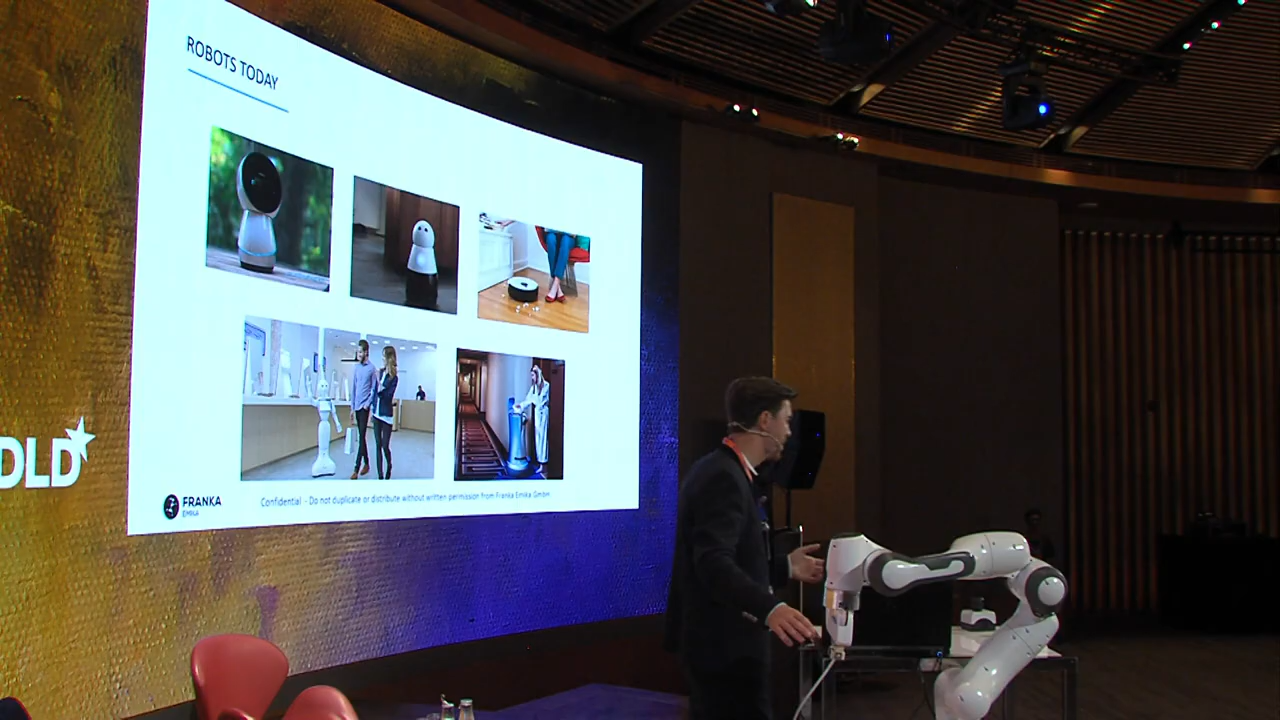 ROBOTS TODAY
DLD
FRANKA
EMIKA
Confidential - Do not duplicate or distribute without written permission from Franka Emika GmbH